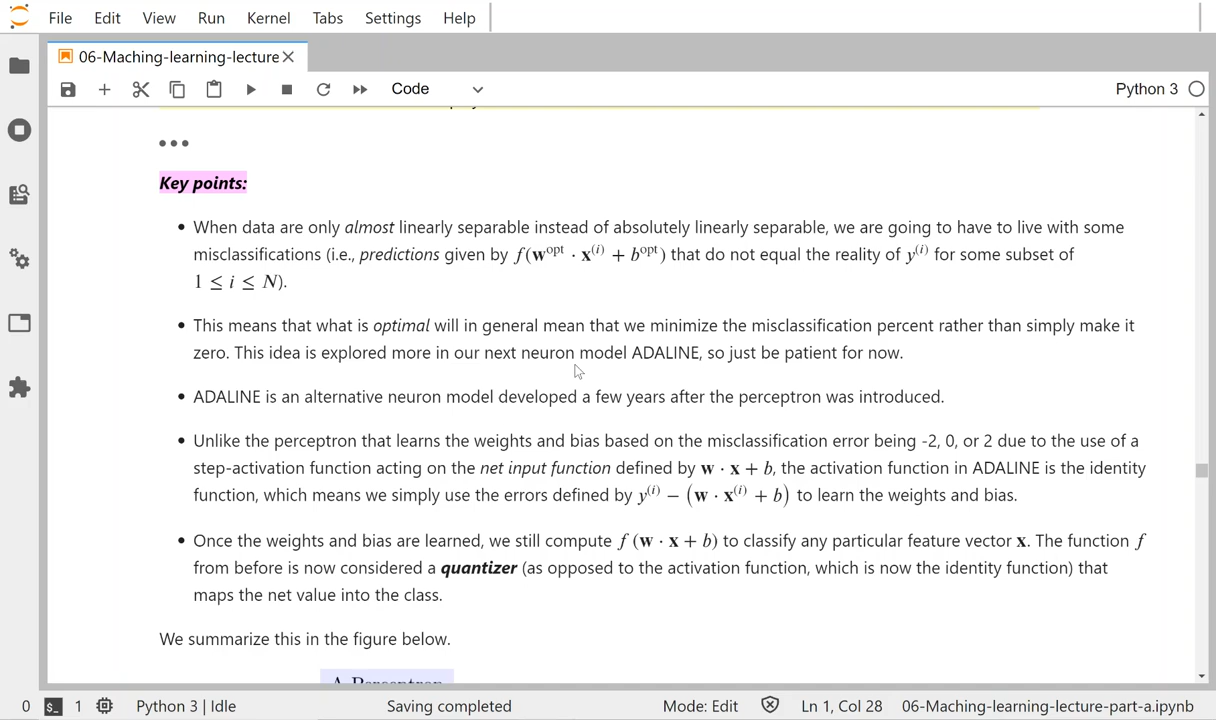 File Edit View Run Kernel Tabs Settings Help
06-Maching-learning-lecture
Code
Python 3
Key points:
• When data are only almost linearly separable instead of absolutely linearly separable, we are going to have to live with some
misclassifications (i.e., predictions given by f(w^opt · x^(i) + b^opt) that do not equal the reality of y^(i) for some subset of
1 ≤ i ≤ N).
• This means that what is optimal will in general mean that we minimize the misclassification percent rather than simply make it
zero. This idea is explored more in our next neuron model ADALINE, so just be patient for now.
• ADALINE is an alternative neuron model developed a few years after the perceptron was introduced.
• Unlike the perceptron that learns the weights and bias based on the misclassification error being -2, 0, or 2 due to the use of a
step-activation function acting on the net input function defined by w · x + b, the activation function in ADALINE is the identity
function, which means we simply use the errors defined by y^(i) − (w · x^(i) + b) to learn the weights and bias.
• Once the weights and bias are learned, we still compute f (w · x + b) to classify any particular feature vector x. The function f
from before is now considered a quantizer (as opposed to the activation function, which is now the identity function) that
maps the net value into the class.
We summarize this in the figure below.
A Perceptron
0 $_ 1 Python 3 | Idle Saving completed Mode: Edit Ln 1, Col 28 06-Maching-learning-lecture-part-a.ipynb